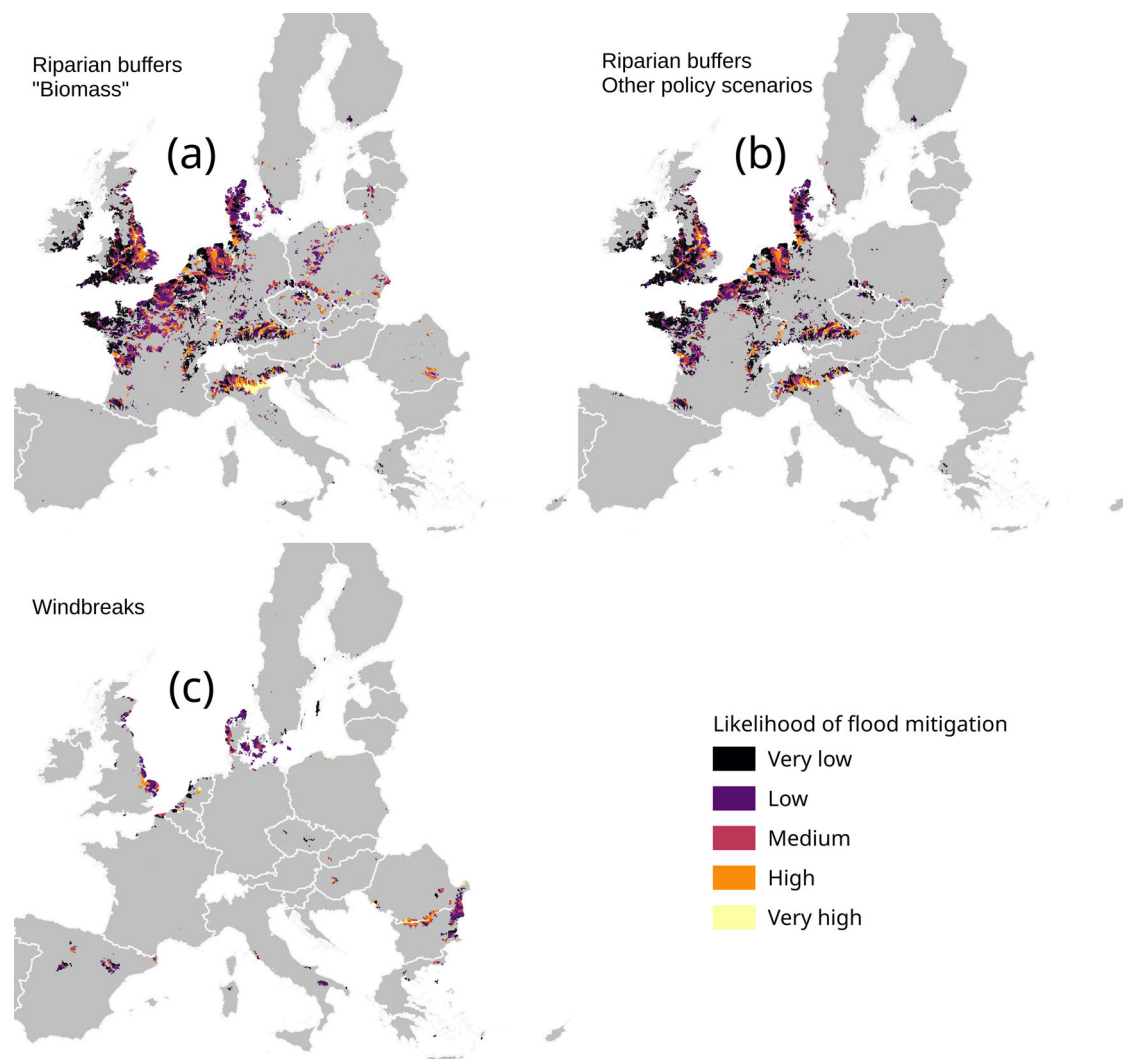 Riparian buffers
"Biomass"
(a)
Riparian buffers
Other policy scenarios
(b)
Windbreaks
(c)
Likelihood of flood mitigation
Very low
Low
Medium
High
Very high